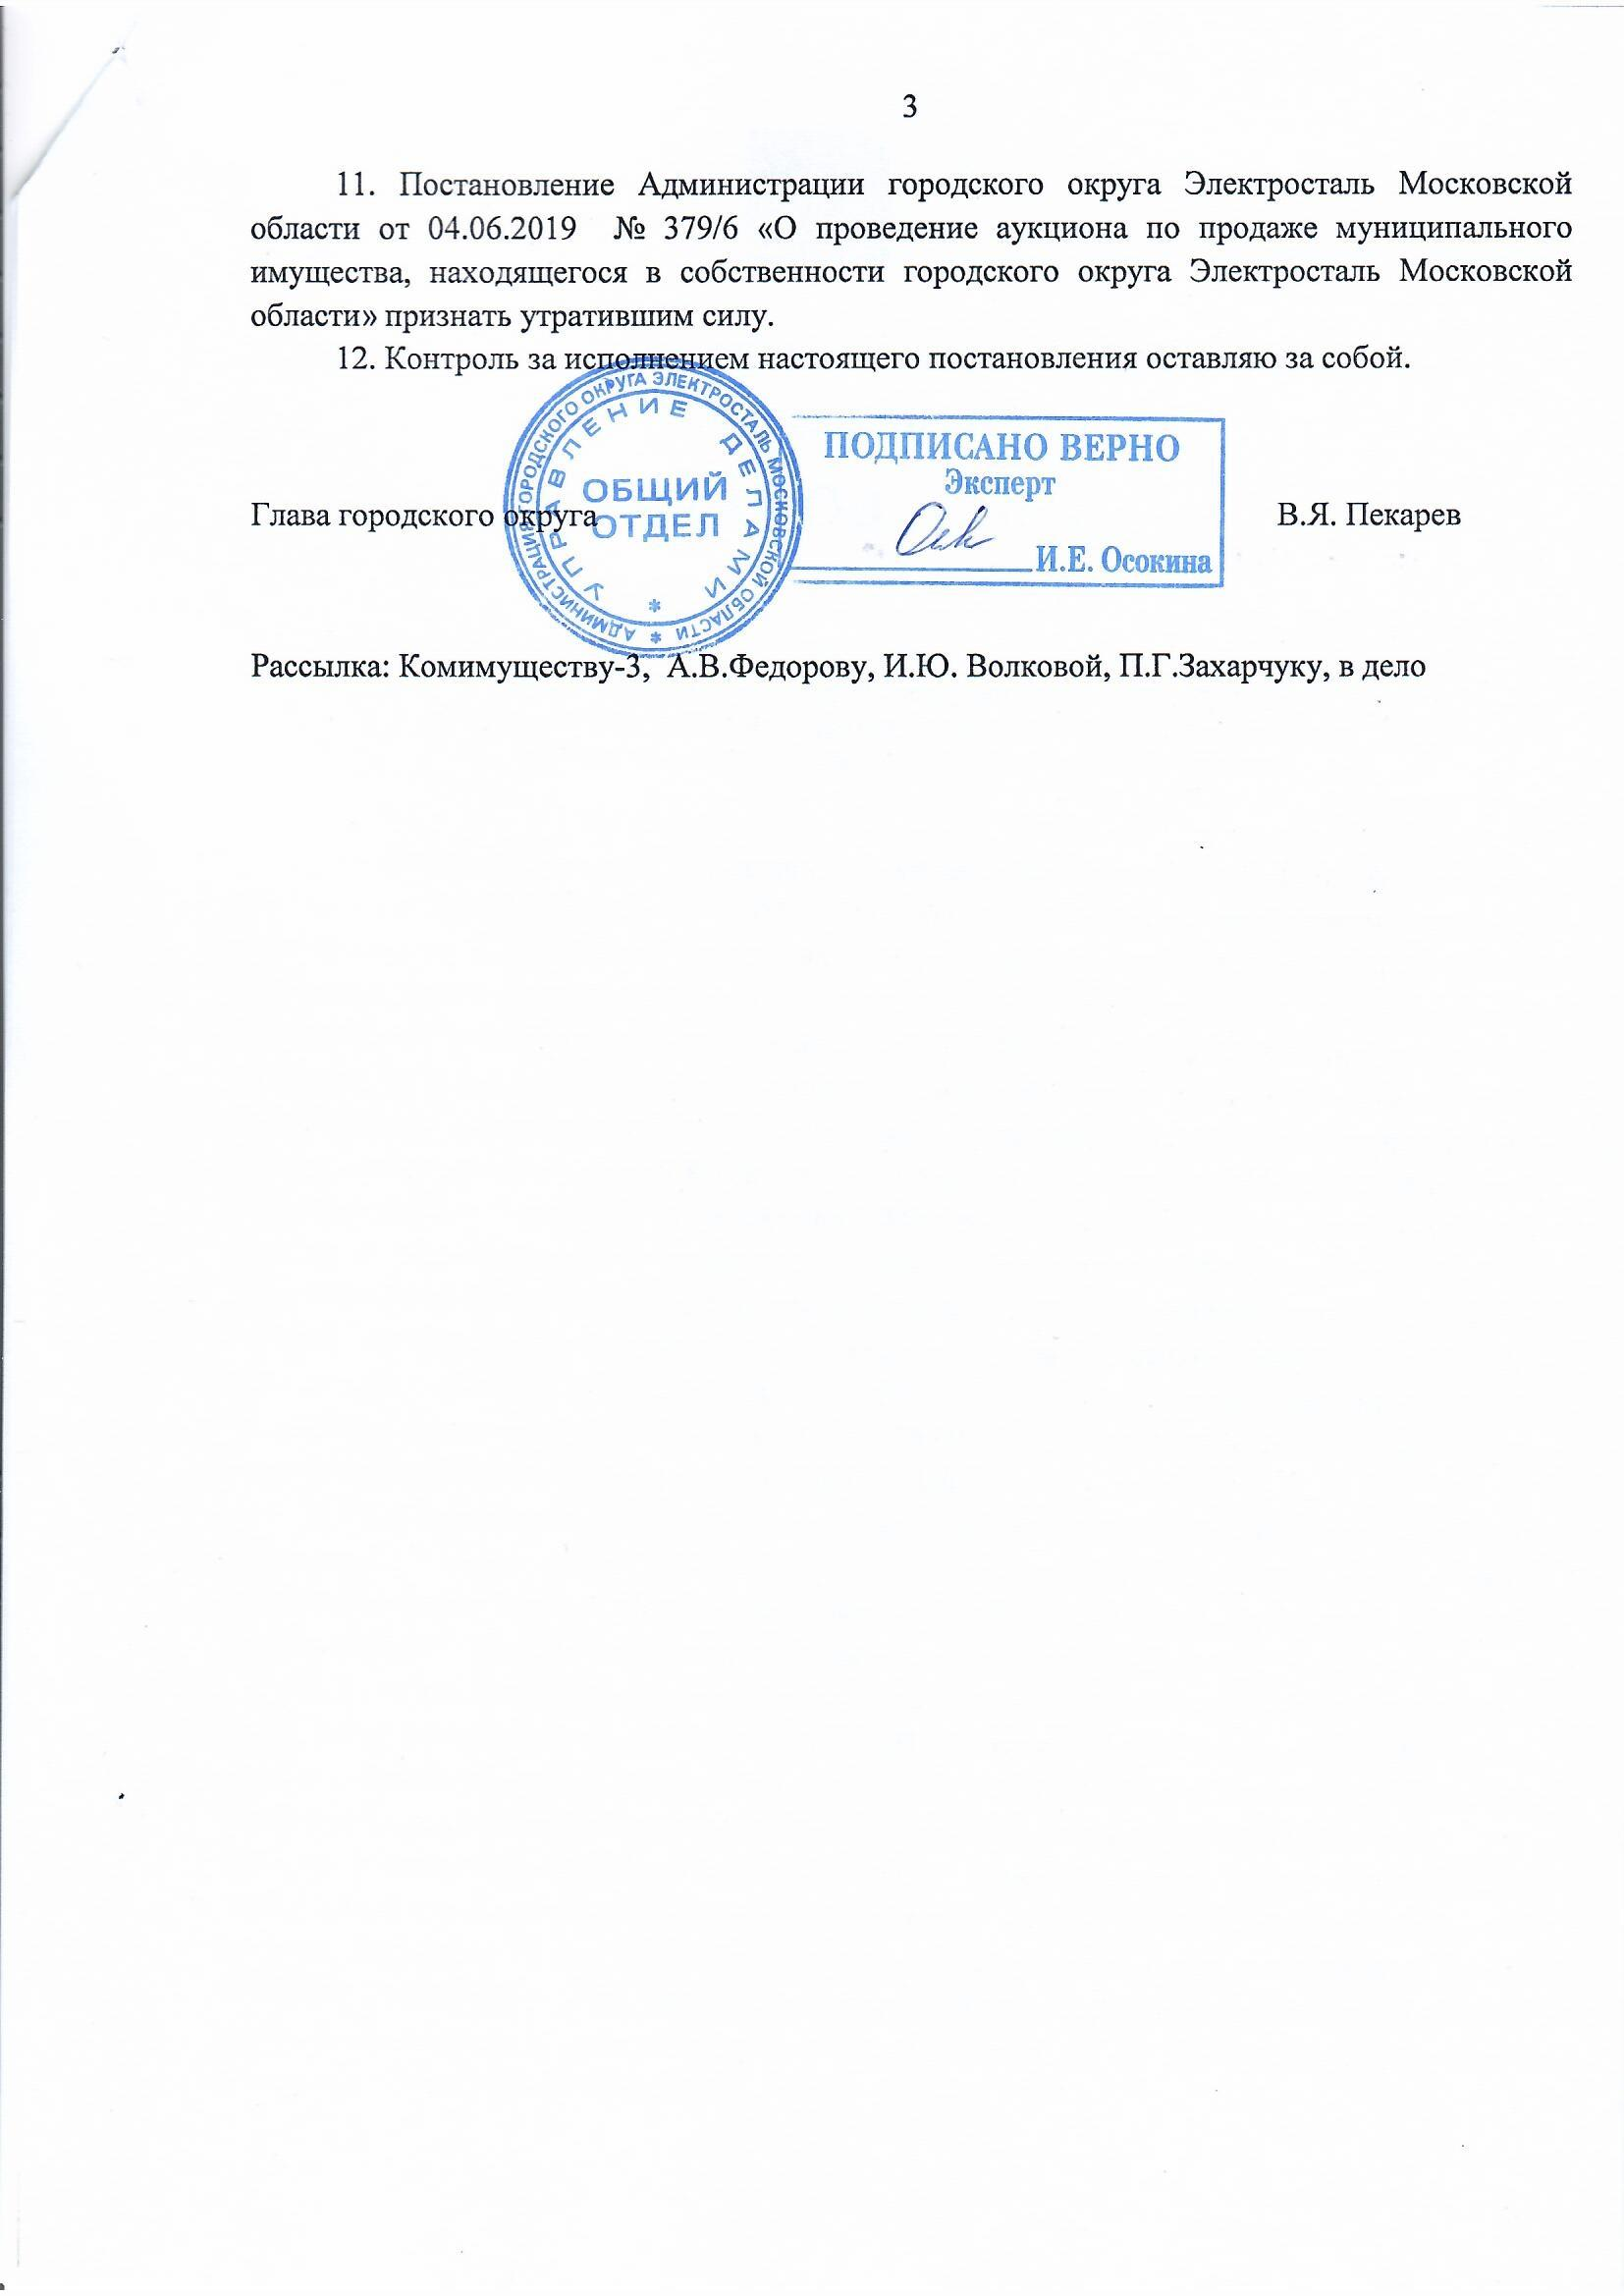 3
11. Постановление Администрации городского округа Электросталь Московской
области от 04.06.2019 № 379/6 «О проведение аукциона по продаже муниципального
имущества, находящегося в собственности городского округа Электросталь Московской
области» признать утратившим силу.
12. Контроль за исполнением настоящего постановления оставляю за собой.
АДМИНИСТРАЦИЯ ГОРОДСКОГО ОКРУГА ЭЛЕКТРОСТАЛЬ МОСКОВСКОЙ ОБЛАСТИ *
УПРАВЛЕНИЕ ДЕЛАМИ *
ОБЩИЙ
ОТДЕЛ
ПОДПИСАНО ВЕРНО
Эксперт
И.Е. Осокина
Глава городского округа В.Я. Пекарев
Рассылка: Комимуществу-3, А.В.Федорову, И.Ю. Волковой, П.Г.Захарчуку, в дело